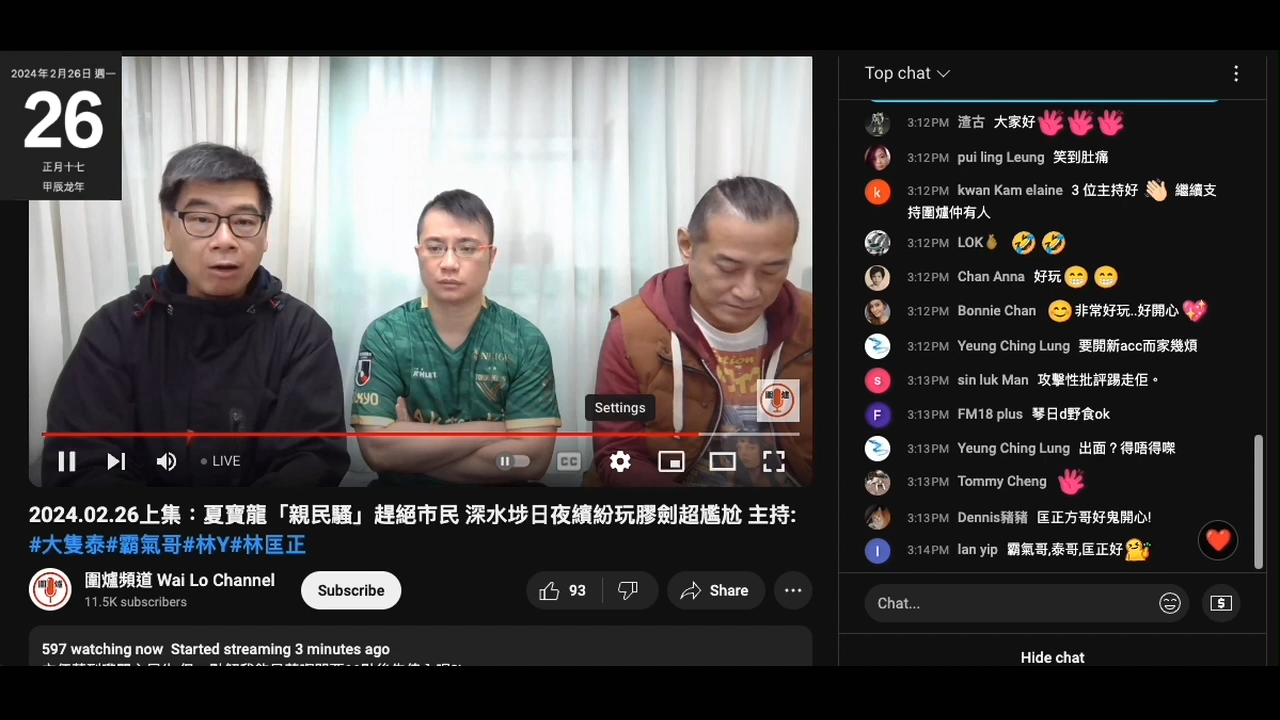 2024年2月26日 週一
26
正月十七
甲辰龙年
Settings
LIVE
CC
2024.02.26上集：夏寶龍「親民騷」趕絕市民 深水埗日夜繽紛玩膠劍超尷尬 主持:
#大隻泰#霸氣哥#林Y#林匡正
圍爐頻道 Wai Lo Channel
11.5K subscribers
Subscribe
93
Share
597 watching now Started streaming 3 minutes ago
Top chat
3:12PM 渣古 大家好
3:12PM pui ling Leung 笑到肚痛
3:12PM kwan Kam elaine 3 位主持好 👋🏻 繼續支
持圍爐仲有人
3:12PM LOK 🤣 🤣
3:12PM Chan Anna 好玩😁 😁
3:12PM Bonnie Chan 😊非常好玩..好開心💖
3:12PM Yeung Ching Lung 要開新acc而家幾煩
3:13PM sin luk Man 攻擊性批評踢走佢。
3:13PM FM18 plus 琴日d野食ok
3:13PM Yeung Ching Lung 出面？得唔得㗎
3:13PM Tommy Cheng
3:13PM Dennis豬豬 匡正方哥好鬼開心!
3:14PM lan yip 霸氣哥,泰哥,匡正好
Chat...
Hide chat